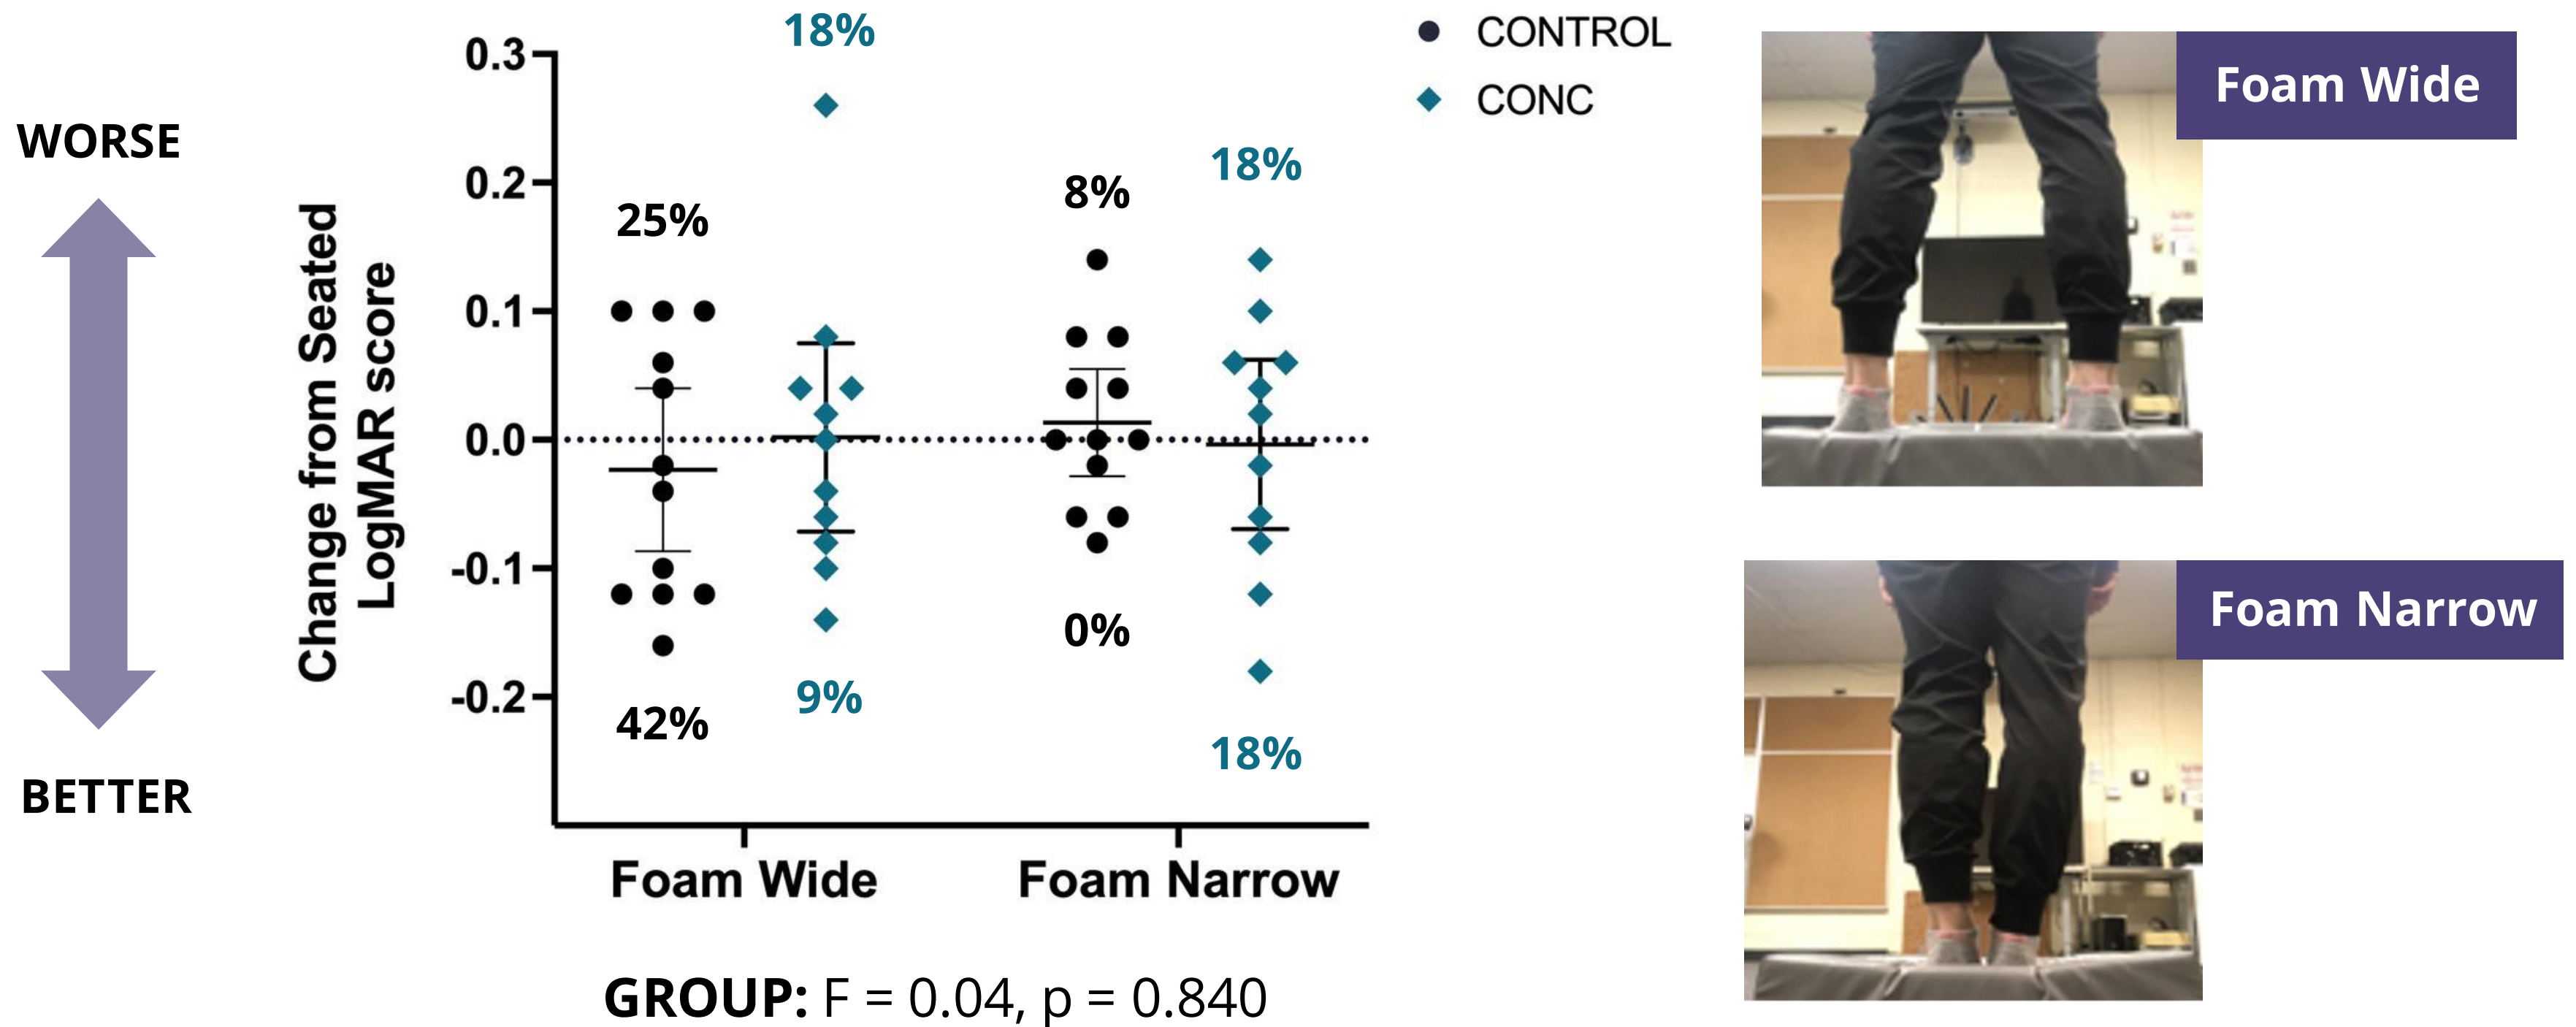 WORSE
BETTER
Change from Seated
LogMAR score
0.3
0.2
0.1
0.0
-0.1
-0.2
18%
25%
8%
18%
42%
9%
0%
18%
Foam Wide
Foam Narrow
GROUP: F = 0.04, p = 0.840
CONTROL
CONC
Foam Wide
Foam Narrow